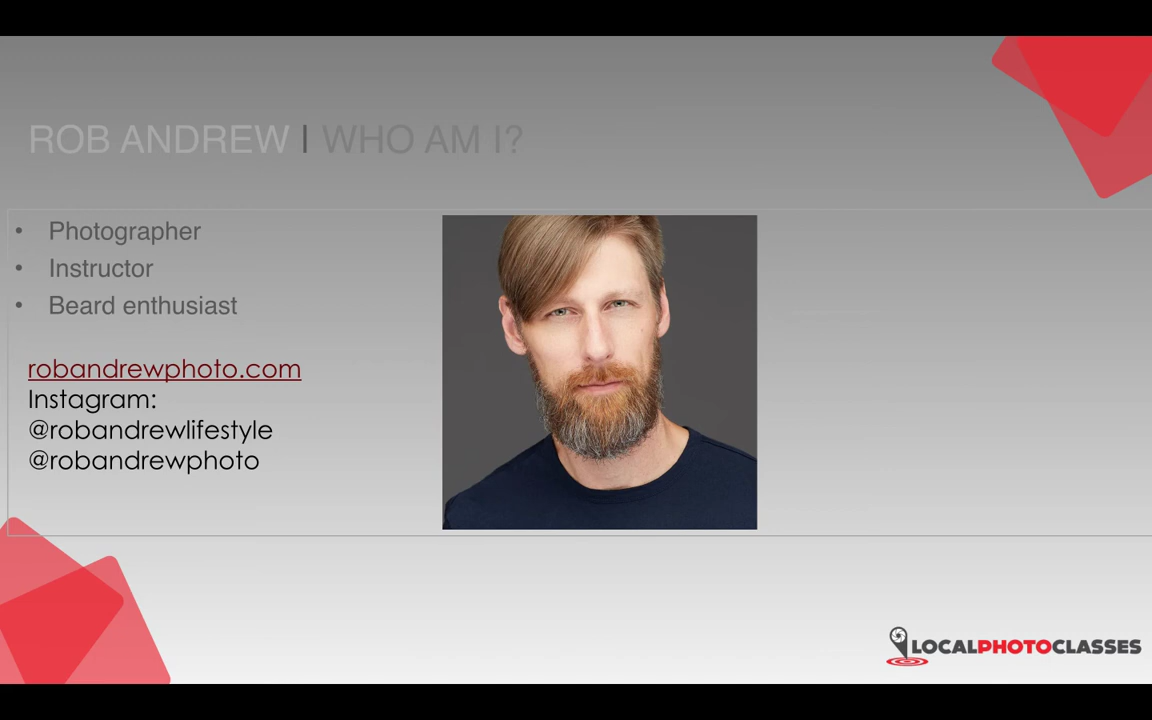 ROB ANDREW | WHO AM I?
• Photographer
• Instructor
• Beard enthusiast
robandrewphoto.com
Instagram:
@robandrewlifestyle
@robandrewphoto
LOCALPHOTOCLASSES